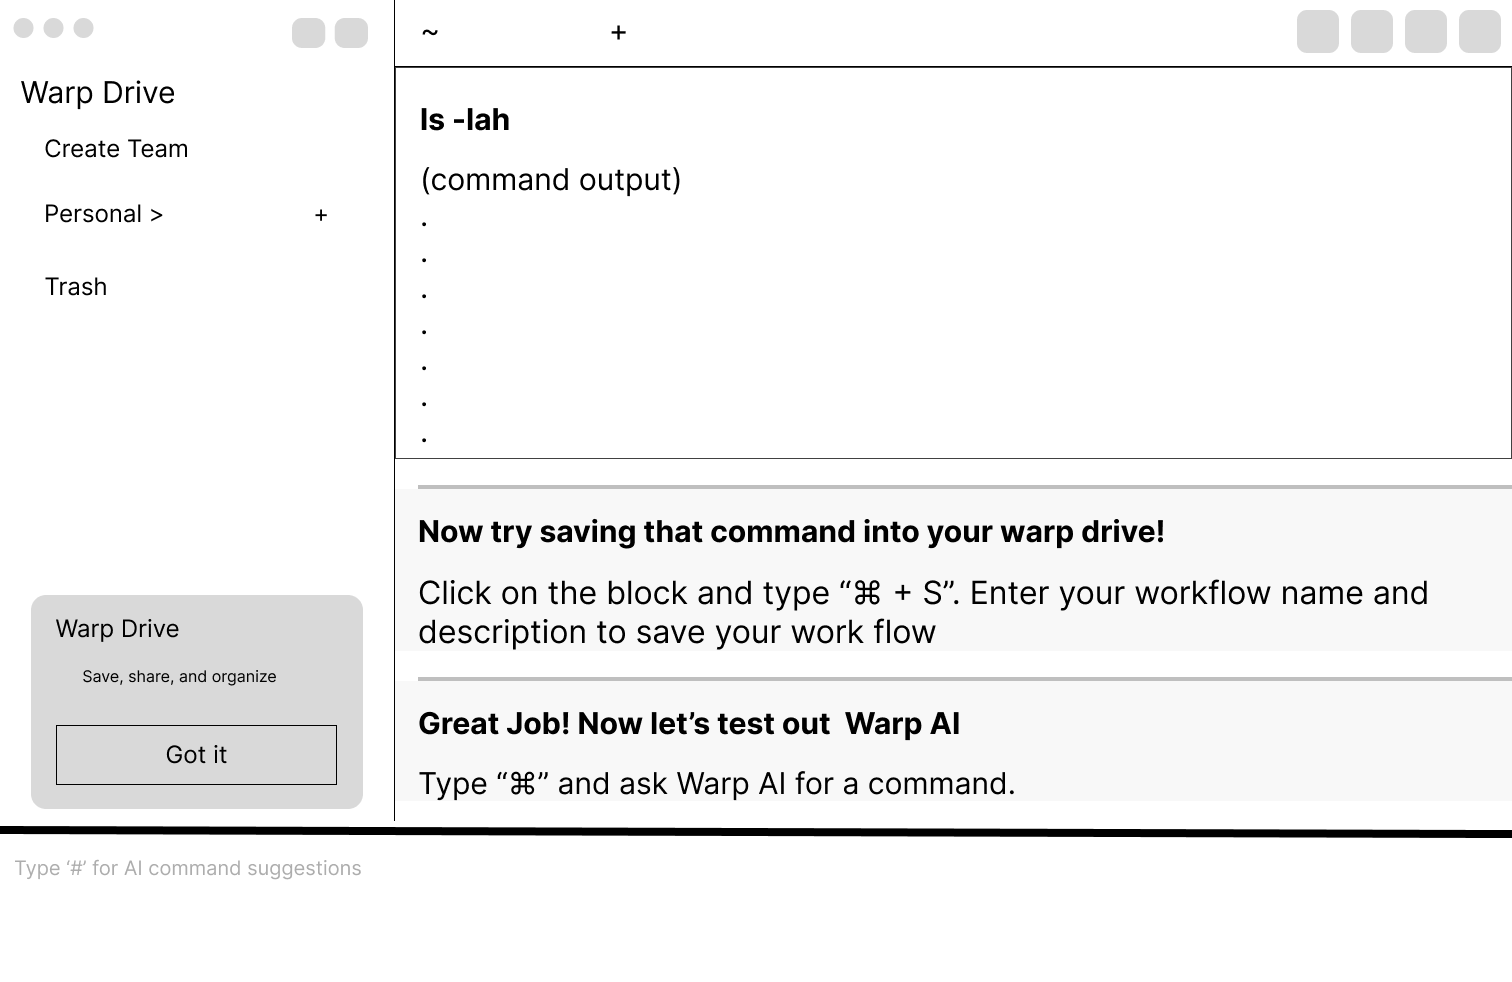 Warp Drive
Create Team
Personal > +
Trash
Warp Drive
Save, share, and organize
Got it
~ +
ls -lah
(command output)
.
.
.
.
.
.
.
Now try saving that command into your warp drive!
Click on the block and type “⌘ + S”. Enter your workflow name and
description to save your work flow
Great Job! Now let’s test out  Warp AI
Type “⌘” and ask Warp AI for a command.
Type ‘#’ for AI command suggestions